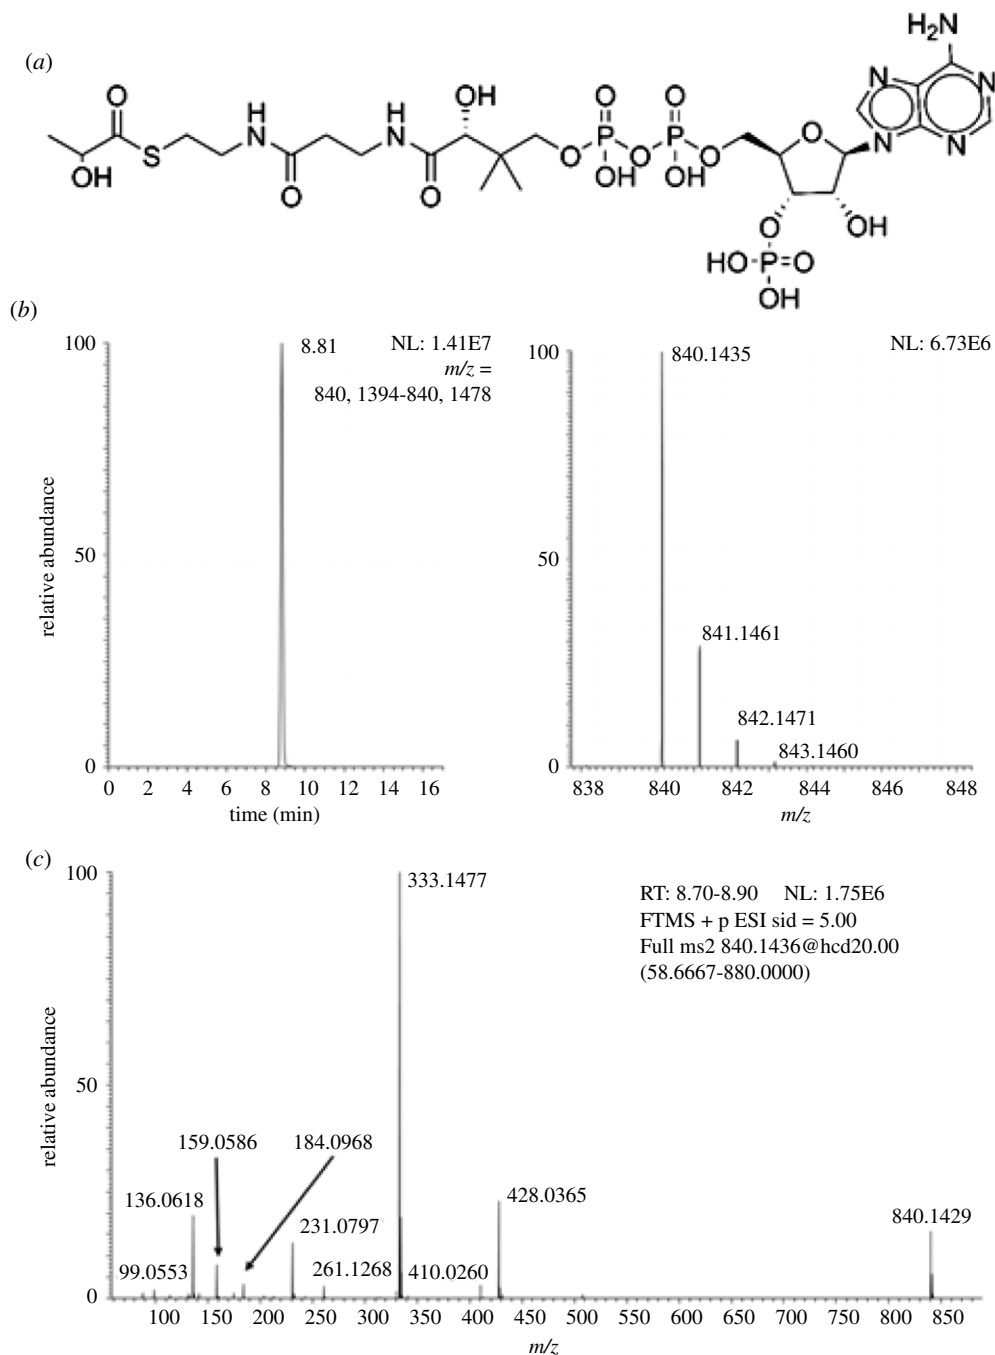 (a)
NH₂
H₂N
N
N
N
N
O
OH
O
O
H
N
H
N
O
P
O
P
O
S
OH
O
O
OH
OH
O
OH
HO-P=O
OH
(b)
100
8.81
NL: 1.41E7
m/z =
840, 1394-840, 1478
50
0
relative abundance
0 2 4 6 8 10 12 14 16
time (min)
100
840.1435
NL: 6.73E6
50
841.1461
842.1471
843.1460
0
838 840 842 844 846 848
m/z
(c)
100
333.1477
RT: 8.70-8.90 NL: 1.75E6
FTMS + p ESI sid = 5.00
Full ms2 840.1436@hcd20.00
(58.6667-880.0000)
50
relative abundance
159.0586 184.0968
136.0618
428.0365
231.0797
840.1429
99.0553
261.1268
410.0260
0
100 150 200 250 300 350 400 450 500 550 600 650 700 750 800 850
m/z